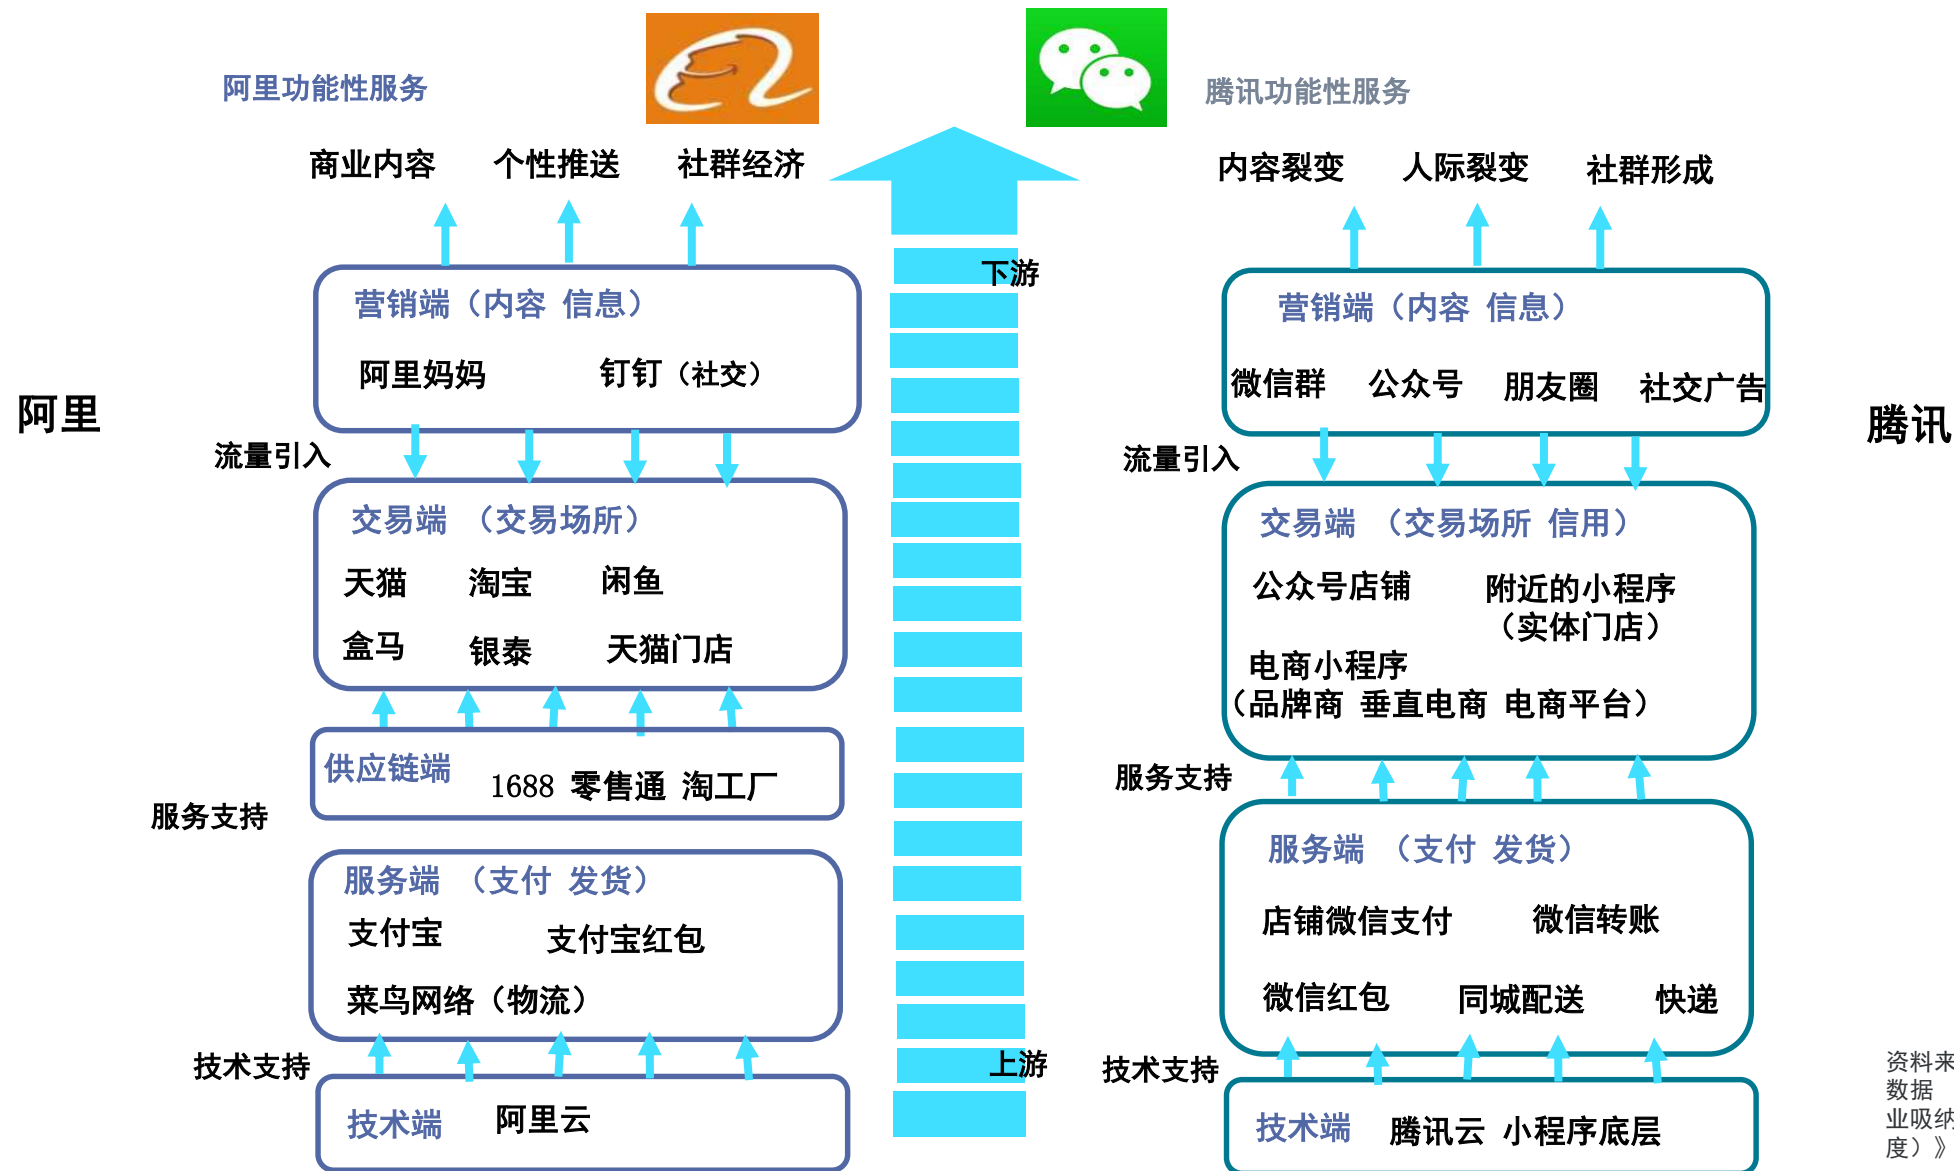 阿里功能性服务
商业内容 个性推送 社群经济
阿里
营销端（内容 信息）
阿里妈妈 钉钉（社交）
流量引入
交易端 （交易场所）
天猫 淘宝 闲鱼
盒马 银泰 天猫门店
供应链端
1688 零售通 淘工厂
服务支持
服务端 （支付 发货）
支付宝 支付宝红包
菜鸟网络（物流）
技术支持
技术端 阿里云
下游
上游
腾讯功能性服务
内容裂变 人际裂变 社群形成
腾讯
营销端（内容 信息）
微信群 公众号 朋友圈 社交广告
流量引入
交易端 （交易场所 信用）
公众号店铺 附近的小程序
（实体门店）
电商小程序
（品牌商 垂直电商 电商平台）
服务支持
服务端 （支付 发货）
店铺微信支付 微信转账
微信红包 同城配送 快递
技术支持
技术端 腾讯云 小程序底层
资料来
数据
业吸纳
度）》